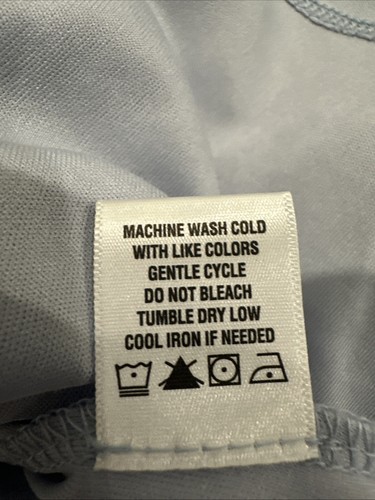 MACHINE WASH COLD
WITH LIKE COLORS
GENTLE CYCLE
DO NOT BLEACH
TUMBLE DRY LOW
COOL IRON IF NEEDED